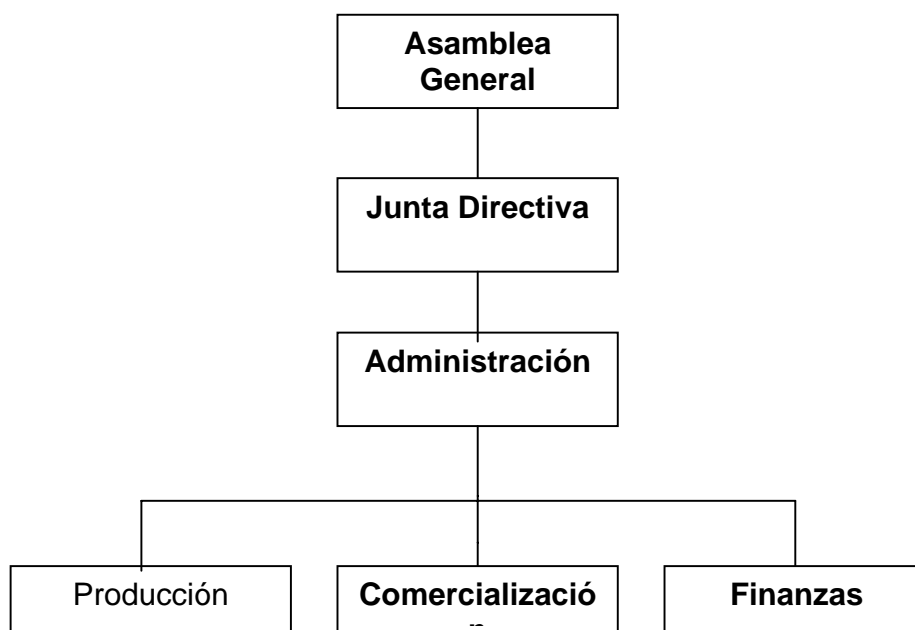 Asamblea
General
Junta Directiva
Administración
Producción
Comercializació
n
Finanzas